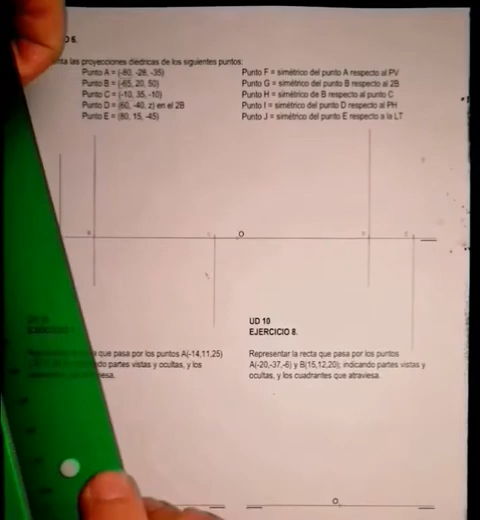 O 6.
las proyecciones diédricas de los siguientes puntos:
Punto A = (-80, -28, -35)
Punto B = (-65, 20, 50)
Punto C = (-10, 35, -10)
Punto D = (60, -40, z) en el 2B
Punto E = (80, 15, -45)
Punto F = simétrico del punto A respecto al PV
Punto G = simétrico del punto B respecto al 2B
Punto H = simétrico de B respecto al punto C
Punto I = simétrico del punto D respecto al PH
Punto J = simétrico del punto E respecto a la LT
O
que pasa por los puntos A(-14,11,25)
do partes vistas y ocultas, y los
UD 10
EJERCICIO 8.
Representar la recta que pasa por los puntos
A(-20,-37,-6) y B(15,12,20); indicando partes vistas y
ocultas, y los cuadrantes que atraviesa.
O